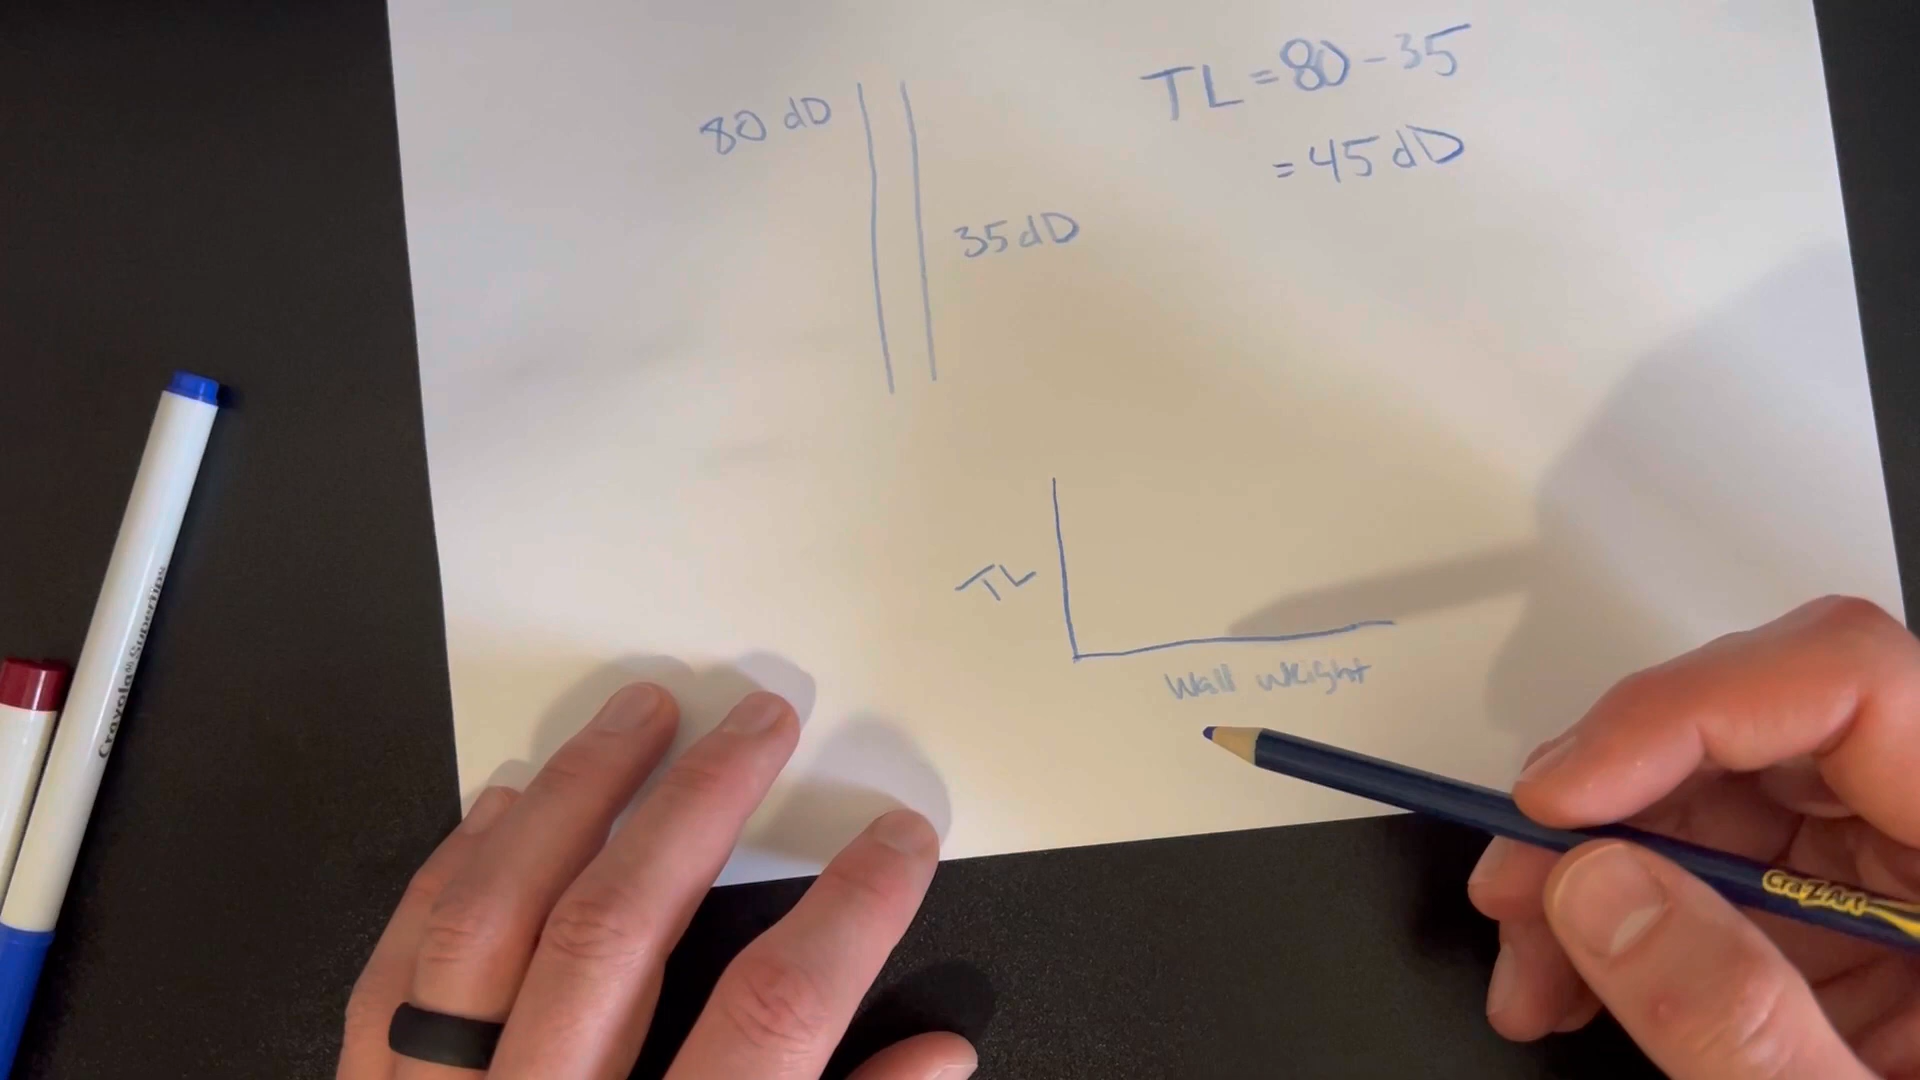 80 dD
TL = 80 - 35
= 45 dD
35 dD
TL
Wall weight
Crayola® Supertips
CraZArt